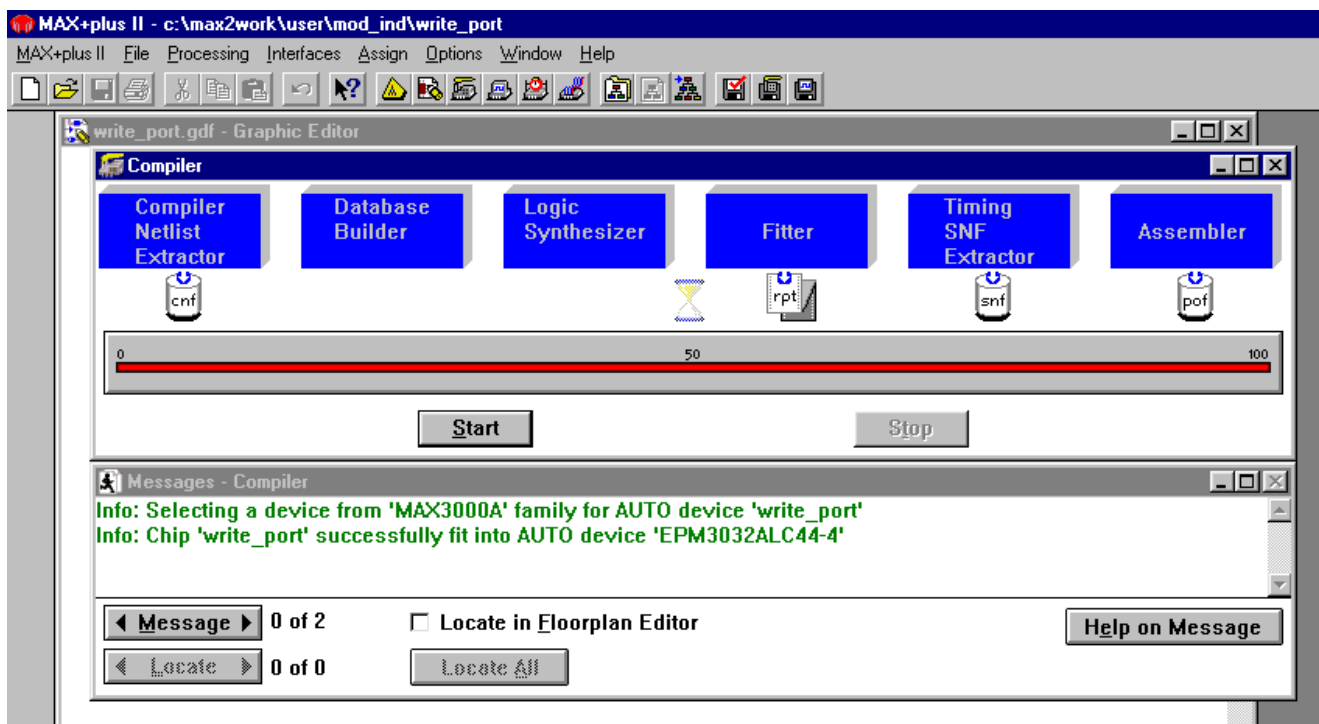 MAX+plus II - c:\max2work\user\mod_ind\write_port
MAX+plus II File Processing Interfaces Assign Options Window Help
write_port.gdf - Graphic Editor
Compiler
Compiler Netlist Extractor
Database Builder
Logic Synthesizer
Fitter
Timing SNF Extractor
Assembler
cnf
rpt
snf
pof
0 50 100
Start Stop
Messages - Compiler
Info: Selecting a device from 'MAX3000A' family for AUTO device 'write_port'
Info: Chip 'write_port' successfully fit into AUTO device 'EPM3032ALC44-4'
Message 0 of 2 Locate in Floorplan Editor Help on Message
Locate 0 of 0 Locate All